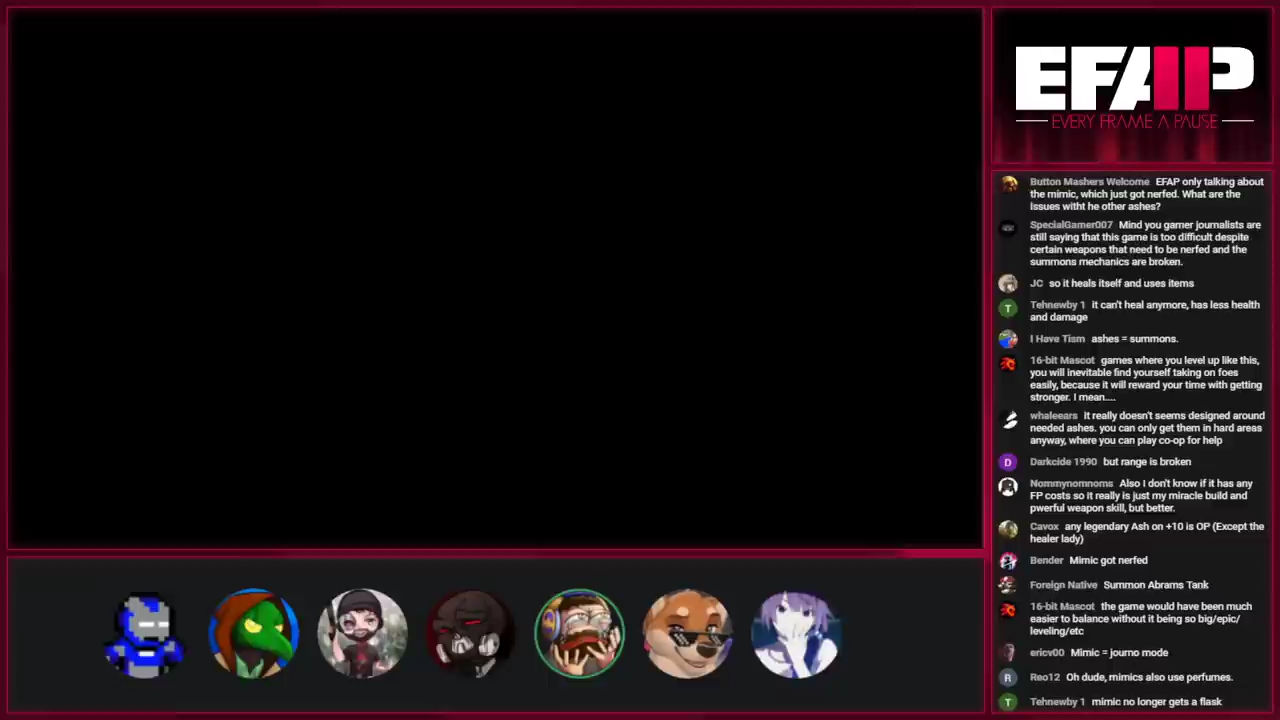 EFAP
EVERY FRAME A PAUSE
Button Mashers Welcome EFAP only talking about
the mimic, which just got nerfed. What are the
issues witht he other ashes?
SpecialGamer007 Mind you gamer journalists are
still saying that this game is too difficult despite
certain weapons that need to be nerfed and the
summons mechanics are broken.
JC so it heals itself and uses items
T
Tehnewby 1 it can't heal anymore, has less health
and damage
I Have Tism ashes = summons.
16-bit Mascot games where you level up like this,
you will inevitable find yourself taking on foes
easily, because it will reward your time with getting
stronger. I mean....
whaleears it really doesn't seems designed around
needed ashes. you can only get them in hard areas
anyway, where you can play co-op for help
D
Darkcide 1990 but range is broken
Nommynomnoms Also I don't know if it has any
FP costs so it really is just my miracle build and
pwerful weapon skill, but better.
Cavox any legendary Ash on +10 is OP (Except the
healer lady)
Bender Mimic got nerfed
Foreign Native Summon Abrams Tank
16-bit Mascot the game would have been much
easier to balance without it being so big/epic/
leveling/etc
ericv00 Mimic = journo mode
R
Reo12 Oh dude, mimics also use perfumes.
T
Tehnewby 1 mimic no longer gets a flask